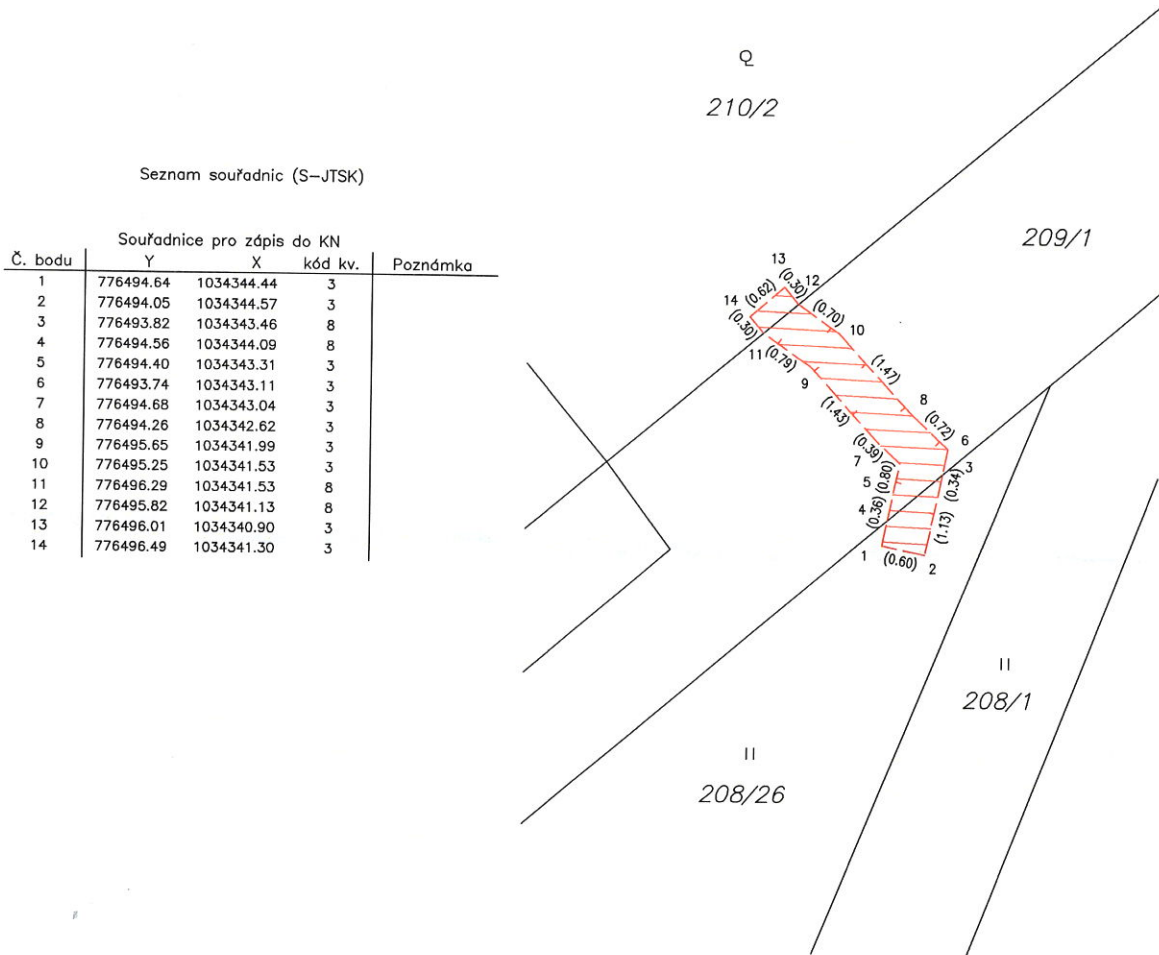 Seznam souřadnic (S-JTSK)
Souřadnice pro zápis do KN
Č. bodu Y X kód kv. Poznámka
1 776494.64 1034344.44 3
2 776494.05 1034344.57 3
3 776493.82 1034343.46 8
4 776494.56 1034344.09 8
5 776494.40 1034343.31 3
6 776493.74 1034343.11 3
7 776494.68 1034343.04 3
8 776494.26 1034342.62 3
9 776495.65 1034341.99 3
10 776495.25 1034341.53 3
11 776496.29 1034341.53 8
12 776495.82 1034341.13 8
13 776496.01 1034340.90 3
14 776496.49 1034341.30 3
Q
210/2
209/1
13
(0.30)
12
(0.62)
14
(0.30)
(0.70)
10
11
(0.79)
9
(1.47)
8
(1.43)
(0.72)
6
(0.39)
7
3
(0.80)
5
(0.34)
4
(0.36)
(1.13)
1
(0.60)
2
II
208/1
II
208/26